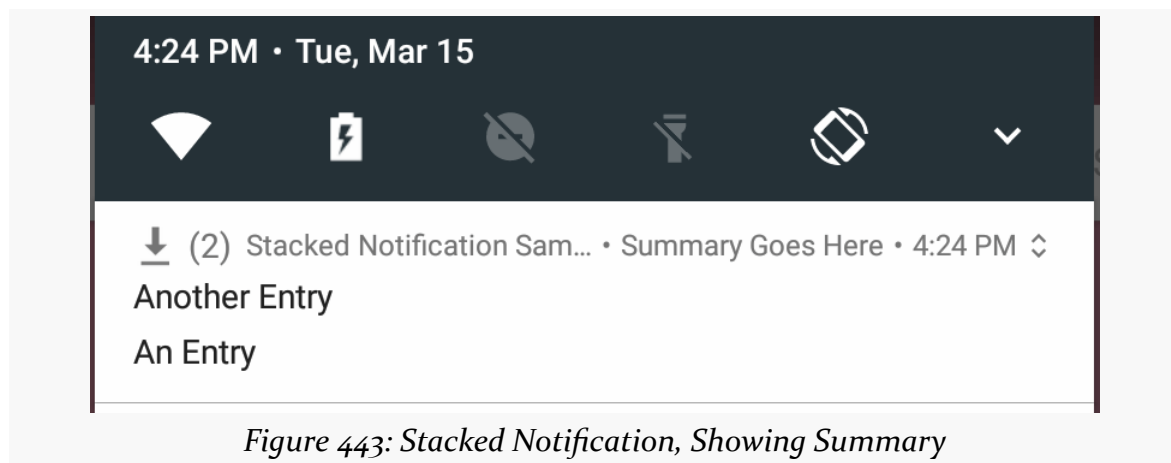 4:24 PM • Tue, Mar 15
(2) Stacked Notification Sam... • Summary Goes Here • 4:24 PM
Another Entry
An Entry
Figure 443: Stacked Notification, Showing Summary